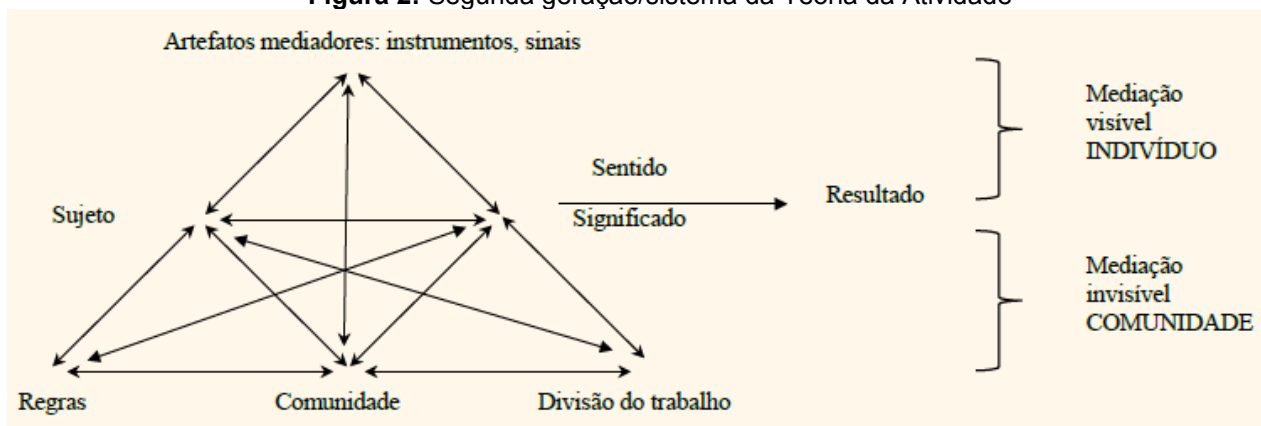 Figura 2: Segunda geração/sistema da Teoria da Atividade
Artefatos mediadores: instrumentos, sinais
Mediação
visível
INDIVÍDUO
Sentido
Sujeito
Significado
Resultado
Mediação
invisível
COMUNIDADE
Regras
Comunidade
Divisão do trabalho